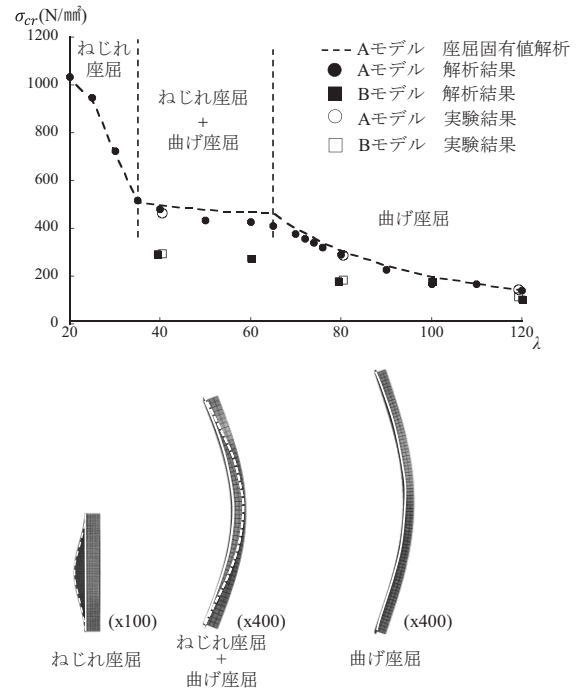 σcr(N/mm²)
1200
1000
800
600
400
200
0
20
40
60
80
100
120
λ
ねじれ
座屈
ねじれ座屈
+
曲げ座屈
曲げ座屈
Aモデル 座屈固有値解析
Aモデル 解析結果
Bモデル 解析結果
Aモデル 実験結果
Bモデル 実験結果
(x100)
(x400)
(x400)
ねじれ座屈
ねじれ座屈
+
曲げ座屈
曲げ座屈